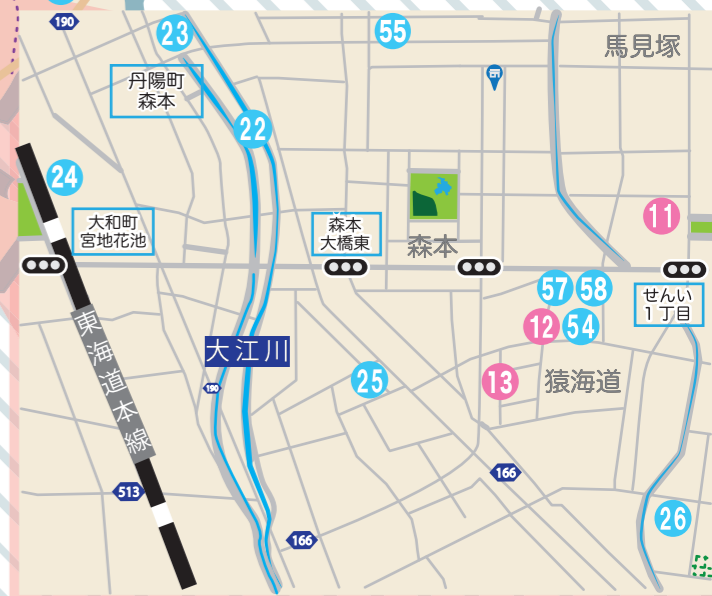 190
23
55
馬見塚
丹陽町
森本
22
24
11
大和町
宮地花池
森本
大橋東
森本
57
58
せんい
1丁目
12
54
東海道本線
大江川
25
13
猿海道
190
166
513
26
166